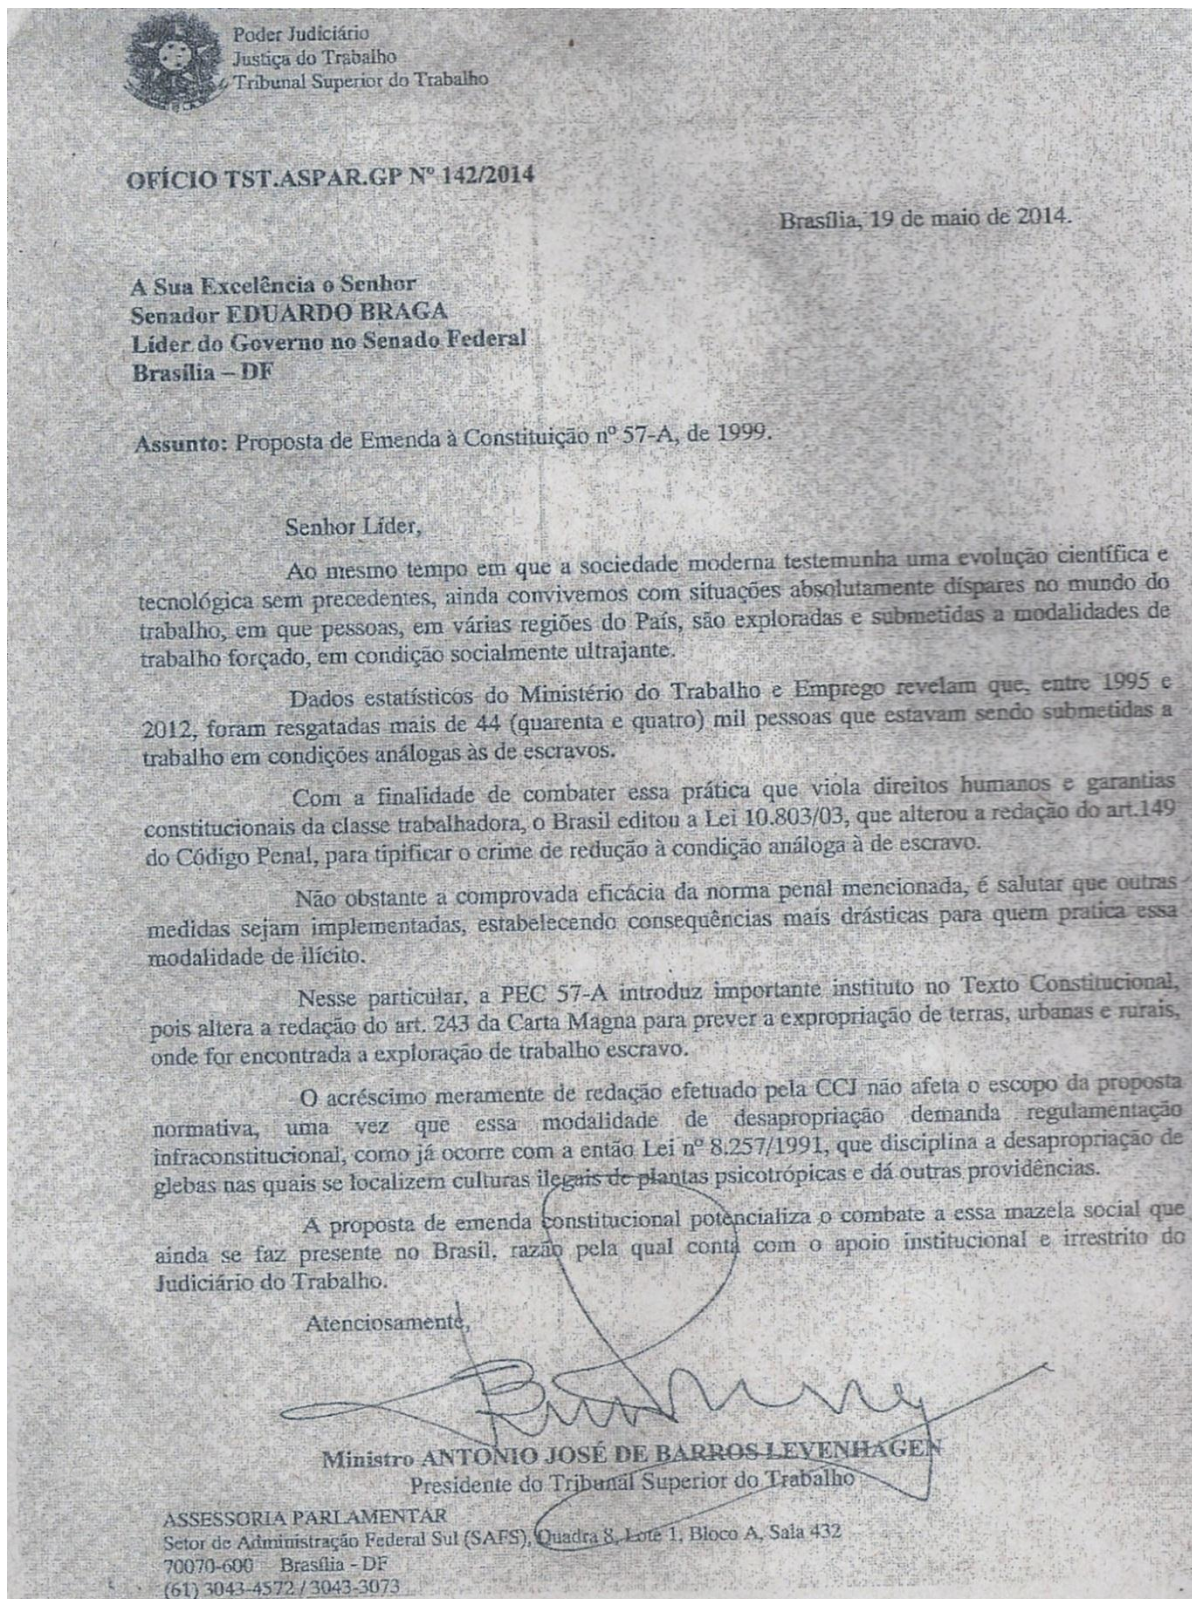 Poder Judiciário
Justiça do Trabalho
Tribunal Superior do Trabalho
OFÍCIO TST.ASPAR.GP Nº 142/2014
Brasília, 19 de maio de 2014.
A Sua Excelência o Senhor
Senador EDUARDO BRAGA
Líder do Governo no Senado Federal
Brasília – DF
Assunto: Proposta de Emenda à Constituição nº 57-A, de 1999.
Senhor Líder,
Ao mesmo tempo em que a sociedade moderna testemunha uma evolução científica e
tecnológica sem precedentes, ainda convivemos com situações absolutamente díspares no mundo do
trabalho, em que pessoas, em várias regiões do País, são exploradas e submetidas a modalidades de
trabalho forçado, em condição socialmente ultrajante.
Dados estatísticos do Ministério do Trabalho e Emprego revelam que, entre 1995 e
2012, foram resgatadas mais de 44 (quarenta e quatro) mil pessoas que estavam sendo submetidas a
trabalho em condições análogas às de escravos.
Com a finalidade de combater essa prática que viola direitos humanos e garantias
constitucionais da classe trabalhadora, o Brasil editou a Lei 10.803/03, que alterou a redação do art.149
do Código Penal, para tipificar o crime de redução à condição análoga à de escravo.
Não obstante a comprovada eficácia da norma penal mencionada, é salutar que outras
medidas sejam implementadas, estabelecendo consequências mais drásticas para quem pratica essa
modalidade de ilícito.
Nesse particular, a PEC 57-A introduz importante instituto no Texto Constitucional,
pois altera a redação do art. 243 da Carta Magna para prever a expropriação de terras, urbanas e rurais,
onde for encontrada a exploração de trabalho escravo.
O acréscimo meramente de redação efetuado pela CCJ não afeta o escopo da proposta
normativa, uma vez que essa modalidade de desapropriação demanda regulamentação
infraconstitucional, como já ocorre com a então Lei nº 8.257/1991, que disciplina a desapropriação de
glebas nas quais se localizem culturas ilegais de plantas psicotrópicas e dá outras providências.
A proposta de emenda constitucional potencializa o combate a essa mazela social que
ainda se faz presente no Brasil, razão pela qual conta com o apoio institucional e irrestrito do
Judiciário do Trabalho.
Atenciosamente,
Ministro ANTONIO JOSÉ DE BARROS LEVENHAGEN
Presidente do Tribunal Superior do Trabalho
ASSESSORIA PARLAMENTAR
Setor de Administração Federal Sul (SAFS), Quadra 8, Lote 1, Bloco A, Sala 432
70070-600 Brasília - DF
(61) 3043-4572 / 3043-3073